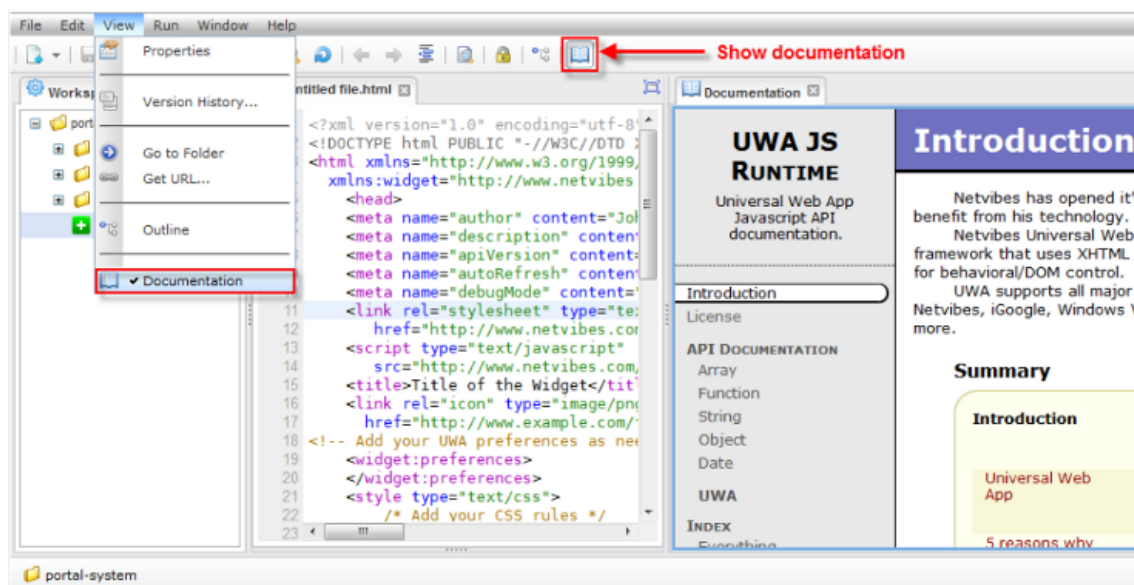 File Edit View Run Window Help
Show documentation
Properties
Version History...
Go to Folder
Get URL...
Outline
✔ Documentation
port
portal-system
ntitled file.html
<?xml version="1.0" encoding="utf-8"
<!DOCTYPE html PUBLIC "-//W3C//DTD
<html xmlns="http://www.w3.org/1999/
xmlns:widget="http://www.netvibes
<head>
<meta name="author" content="Joh
<meta name="description" content
<meta name="apiVersion" content=
<meta name="autoRefresh" content
<meta name="debugMode" content="
11 <link rel="stylesheet" type="te
12 href="http://www.netvibes.co
13 <script type="text/javascript"
14 src="http://www.netvibes.com/
15 <title>Title of the Widget</tit
16 <link rel="icon" type="image/png
17 href="http://www.example.com/
18 <!-- Add your UWA preferences as nee
19 <widget:preferences>
20 </widget:preferences>
21 <style type="text/css">
22 /* Add your CSS rules */
23
Documentation
UWA JS
RUNTIME
Universal Web App
Javascript API
documentation.
Introduction
License
API DOCUMENTATION
Array
Function
String
Object
Date
UWA
INDEX
Everything
Introduction
Netvibes has opened it'
benefit from his technology.
Netvibes Universal Web
framework that uses XHTML
for behavioral/DOM control.
UWA supports all major
Netvibes, iGoogle, Windows
more.
Summary
Introduction
Universal Web
App
5 reasons why